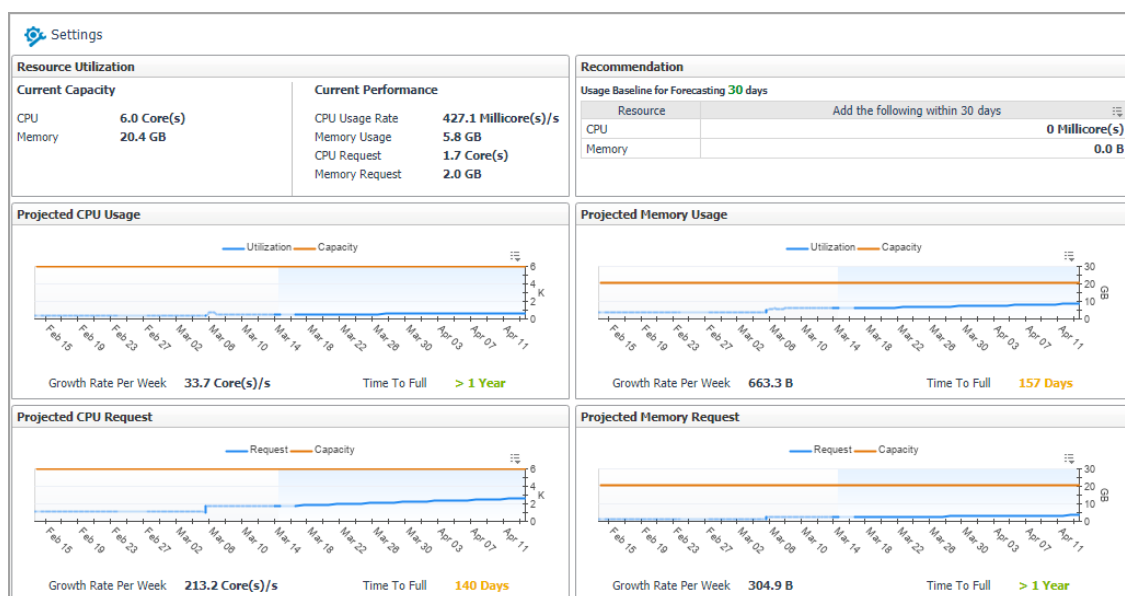 Settings
Resource Utilization
Current Capacity
CPU 6.0 Core(s)
Memory 20.4 GB
Current Performance
CPU Usage Rate 427.1 Millicore(s)/s
Memory Usage 5.8 GB
CPU Request 1.7 Core(s)
Memory Request 2.0 GB
Recommendation
Usage Baseline for Forecasting 30 days
Resource Add the following within 30 days
CPU 0 Millicore(s)
Memory 0.0 B
Projected CPU Usage
Utilization Capacity
6
4
2
0
K
Feb 15 Feb 19 Feb 23 Feb 27 Mar 02 Mar 06 Mar 10 Mar 14 Mar 18 Mar 22 Mar 26 Mar 30 Apr 03 Apr 07 Apr 11
Growth Rate Per Week 33.7 Core(s)/s Time To Full > 1 Year
Projected Memory Usage
Utilization Capacity
30
20
10
0
GB
Feb 15 Feb 19 Feb 23 Feb 27 Mar 02 Mar 06 Mar 10 Mar 14 Mar 18 Mar 22 Mar 26 Mar 30 Apr 03 Apr 07 Apr 11
Growth Rate Per Week 663.3 B Time To Full 157 Days
Projected CPU Request
Request Capacity
6
4
2
0
K
Feb 15 Feb 19 Feb 23 Feb 27 Mar 02 Mar 06 Mar 10 Mar 14 Mar 18 Mar 22 Mar 26 Mar 30 Apr 03 Apr 07 Apr 11
Growth Rate Per Week 213.2 Core(s)/s Time To Full 140 Days
Projected Memory Request
Request Capacity
30
20
10
0
GB
Feb 15 Feb 19 Feb 23 Feb 27 Mar 02 Mar 06 Mar 10 Mar 14 Mar 18 Mar 22 Mar 26 Mar 30 Apr 03 Apr 07 Apr 11
Growth Rate Per Week 304.9 B Time To Full > 1 Year